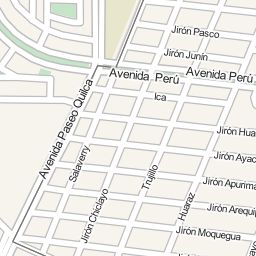 Jirón Pasco
Jirón Junín
Avenida Perú
Avenida Perú
Ica
Avenida Paseo Quilca
Jirón Hua
Jirón Ayac
Salaverry
Trujillo
Jirón Apuríma
Huaraz
Jirón Chiclayo
Jirón Arequip
Jirón Moquegua